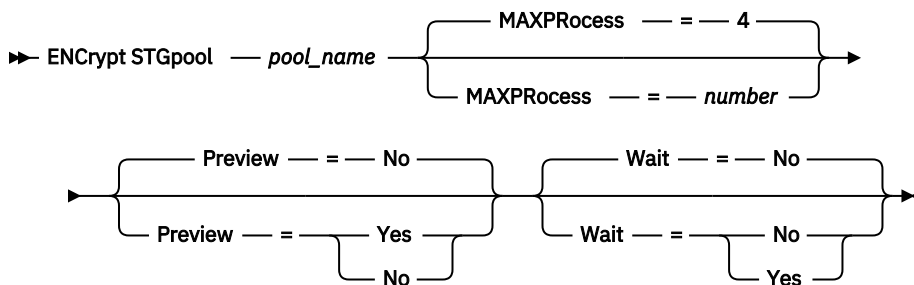 MAXPRocess = 4
ENCrypt STGpool pool_name
MAXPRocess = number
Preview = No Wait = No
Preview = Yes Wait = No
No Yes